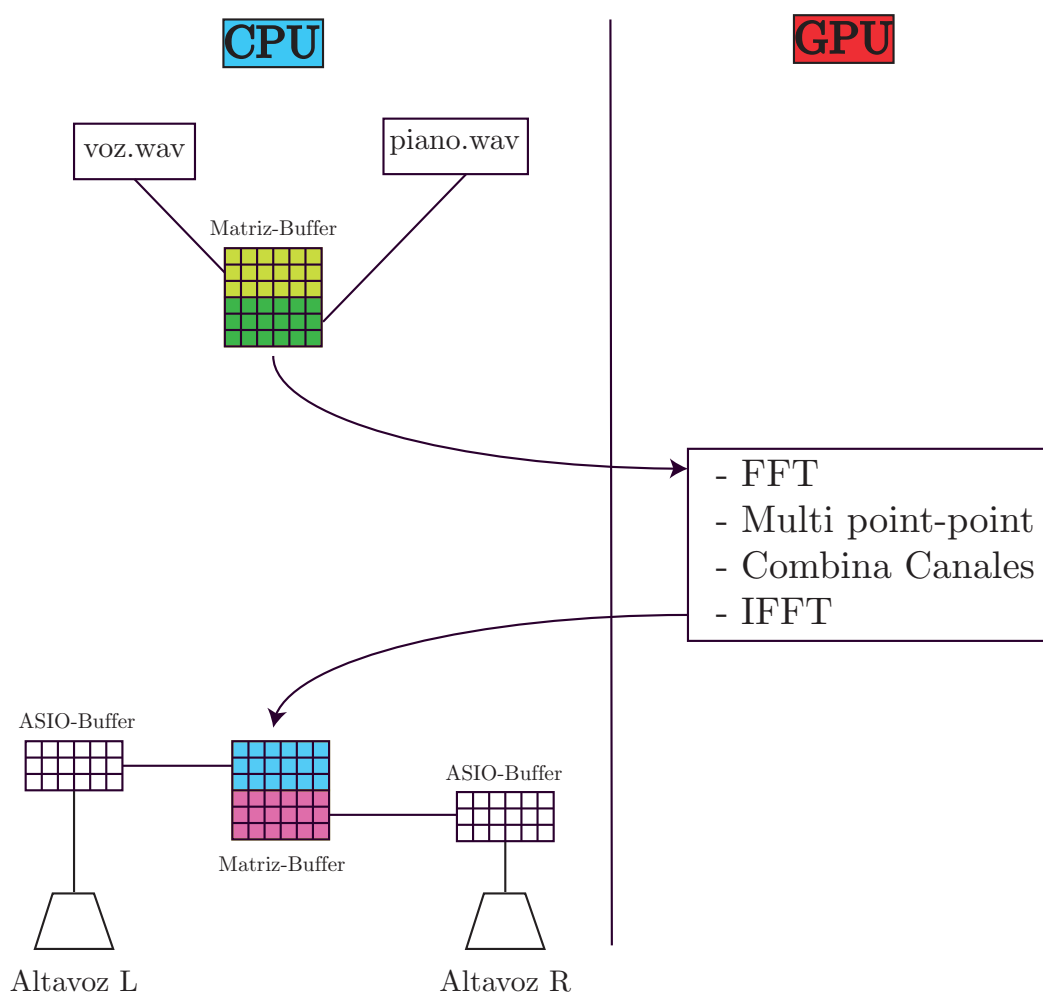 CPU
GPU
voz.wav
piano.wav
Matriz-Buffer
- FFT
- Multi point-point
- Combina Canales
- IFFT
ASIO-Buffer
ASIO-Buffer
Matriz-Buffer
Altavoz L
Altavoz R